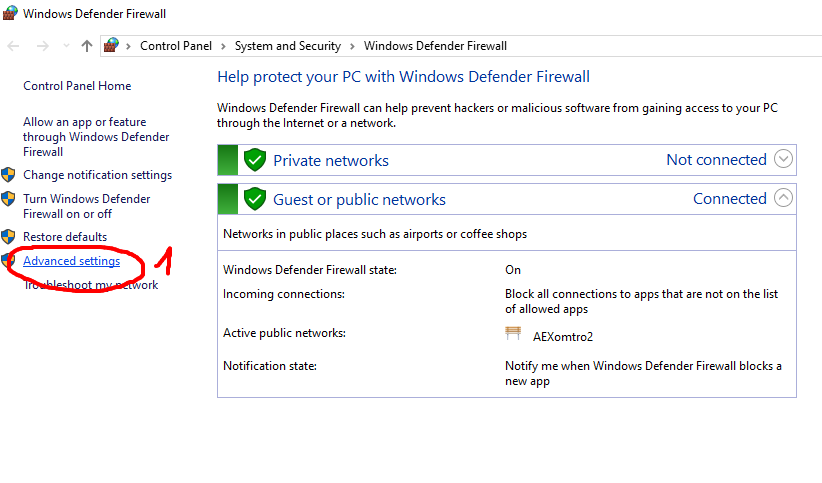 Windows Defender Firewall
Control Panel > System and Security > Windows Defender Firewall
Control Panel Home
Allow an app or feature
through Windows Defender
Firewall
Change notification settings
Turn Windows Defender
Firewall on or off
Restore defaults
Advanced settings
1
Troubleshoot my network
Help protect your PC with Windows Defender Firewall
Windows Defender Firewall can help prevent hackers or malicious software from gaining access to your PC
through the Internet or a network.
Private networks Not connected
Guest or public networks Connected
Networks in public places such as airports or coffee shops
Windows Defender Firewall state: On
Incoming connections: Block all connections to apps that are not on the list
of allowed apps
Active public networks: AEXomtro2
Notification state: Notify me when Windows Defender Firewall blocks a
new app